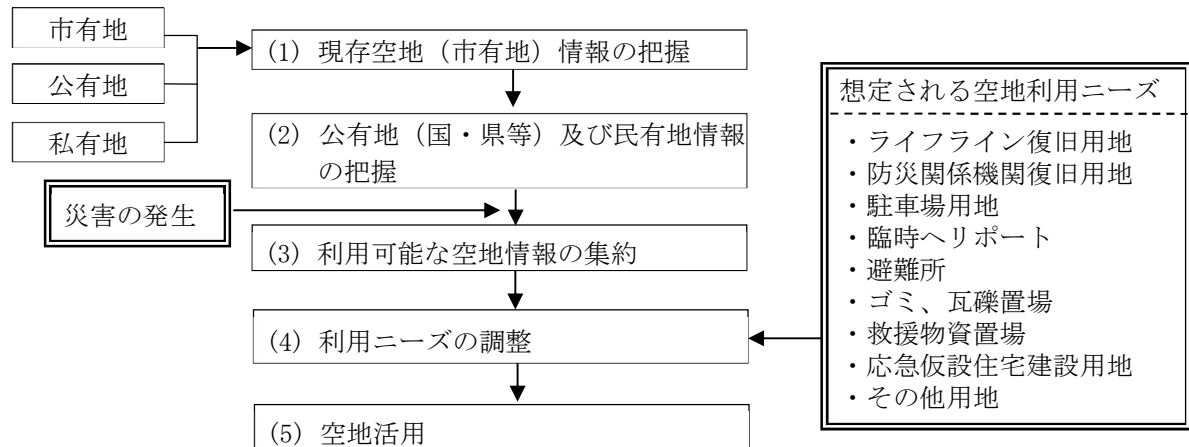 市有地
公有地
私有地
(1) 現存空地（市有地）情報の把握
(2) 公有地（国・県等）及び民有地情報
の把握
災害の発生
(3) 利用可能な空地情報の集約
(4) 利用ニーズの調整
(5) 空地活用
想定される空地利用ニーズ
・ライフライン復旧用地
・防災関係機関復旧用地
・駐車場用地
・臨時ヘリポート
・避難所
・ゴミ、瓦礫置場
・救援物資置場
・応急仮設住宅建設用地
・その他用地